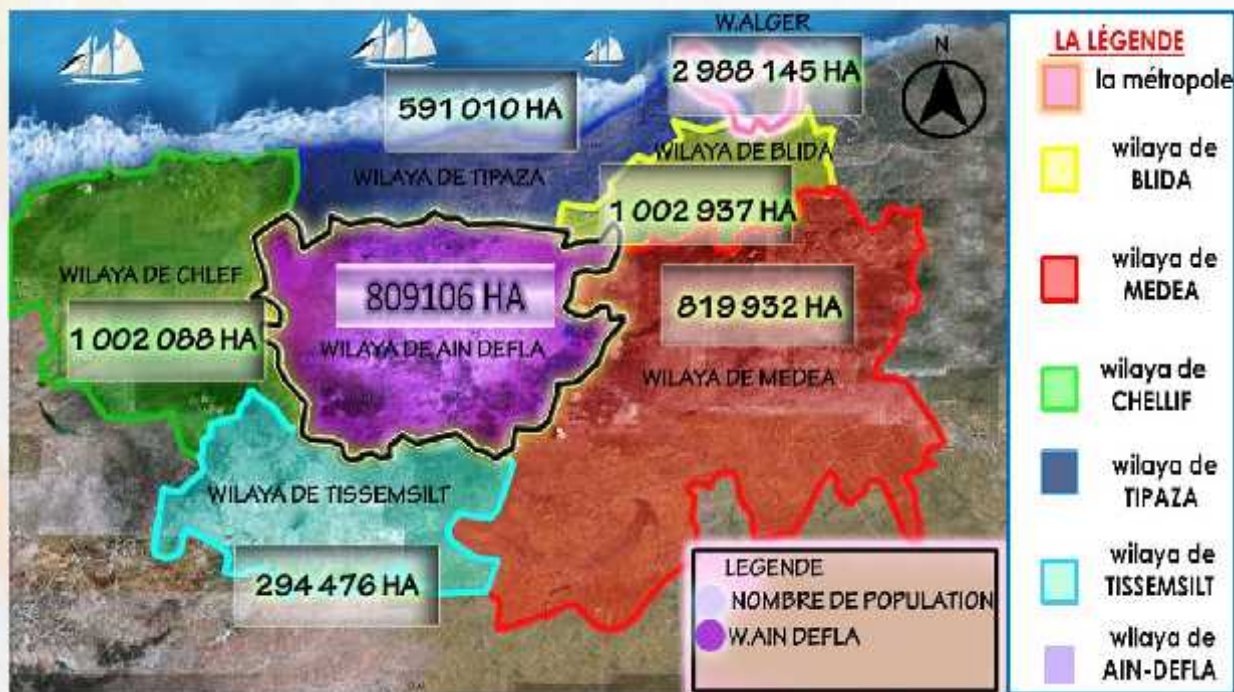 W.ALGER
2 988 145 HA
N
591 010 HA
WILAYA DE BLIDA
WILAYA DE TIPAZA
1 002 937 HA
WILAYA DE CHLEF
809106 HA
819 932 HA
1 002 088 HA
WILAYA DE AIN DEFLA
WILAYA DE MEDEA
WILAYA DE TISSEMSILT
294 476 HA
LEGENDE
NOMBRE DE POPULATION
W.AIN DEFLA
LA LÉGENDE
la métropole
wilaya de
BLIDA
wilaya de
MEDEA
wilaya de
CHELLIF
wilaya de
TIPAZA
wilaya de
TISSEMSILT
wilaya de
AIN-DEFLA